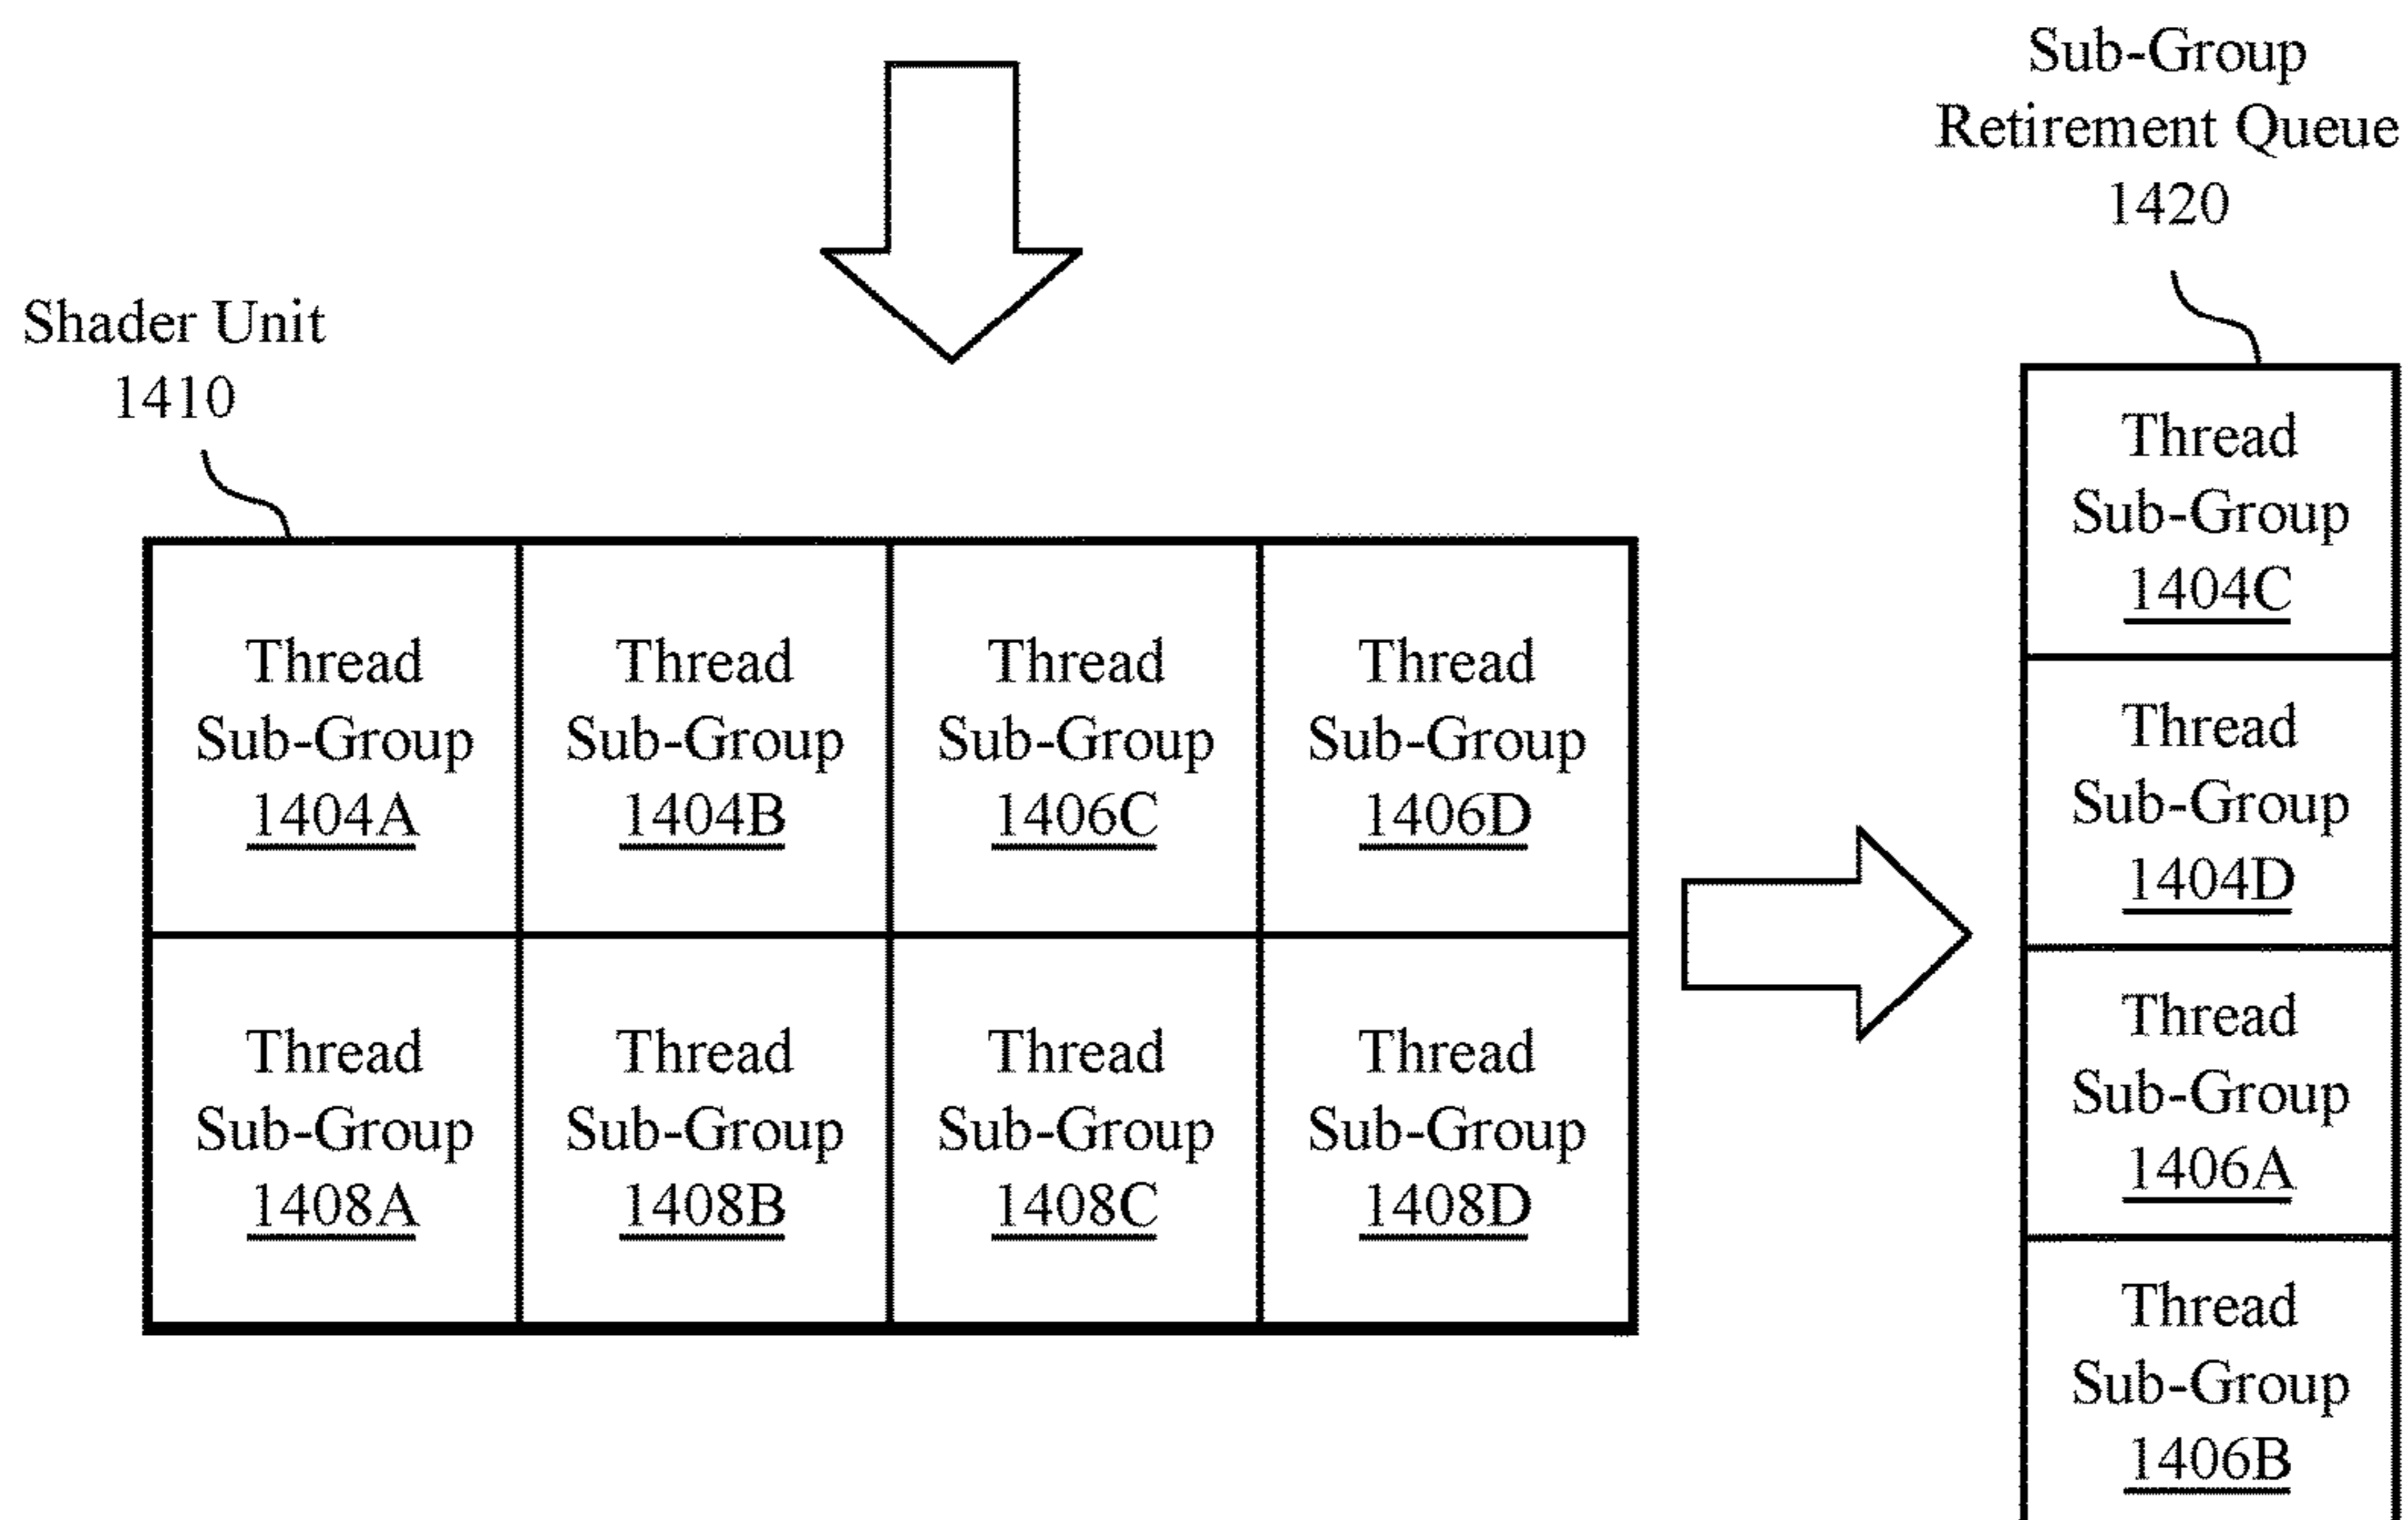 Sub-Group
Retirement Queue
1420
Shader Unit
1410
Thread
Sub-Group
1404A
Thread
Sub-Group
1404B
Thread
Sub-Group
1406C
Thread
Sub-Group
1406D
Thread
Sub-Group
1408A
Thread
Sub-Group
1408B
Thread
Sub-Group
1408C
Thread
Sub-Group
1408D
Thread
Sub-Group
1404C
Thread
Sub-Group
1404D
Thread
Sub-Group
1406A
Thread
Sub-Group
1406B